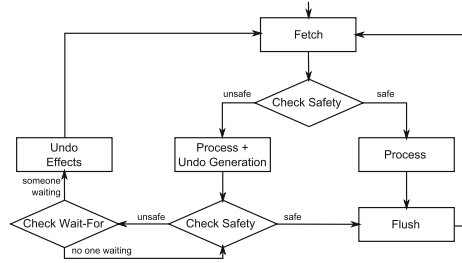 Fetch
unsafe
safe
Check Safety
Undo
Effects
Process +
Undo Generation
Process
someone
waiting
Check Wait-For
unsafe
Check Safety
safe
Flush
no one waiting